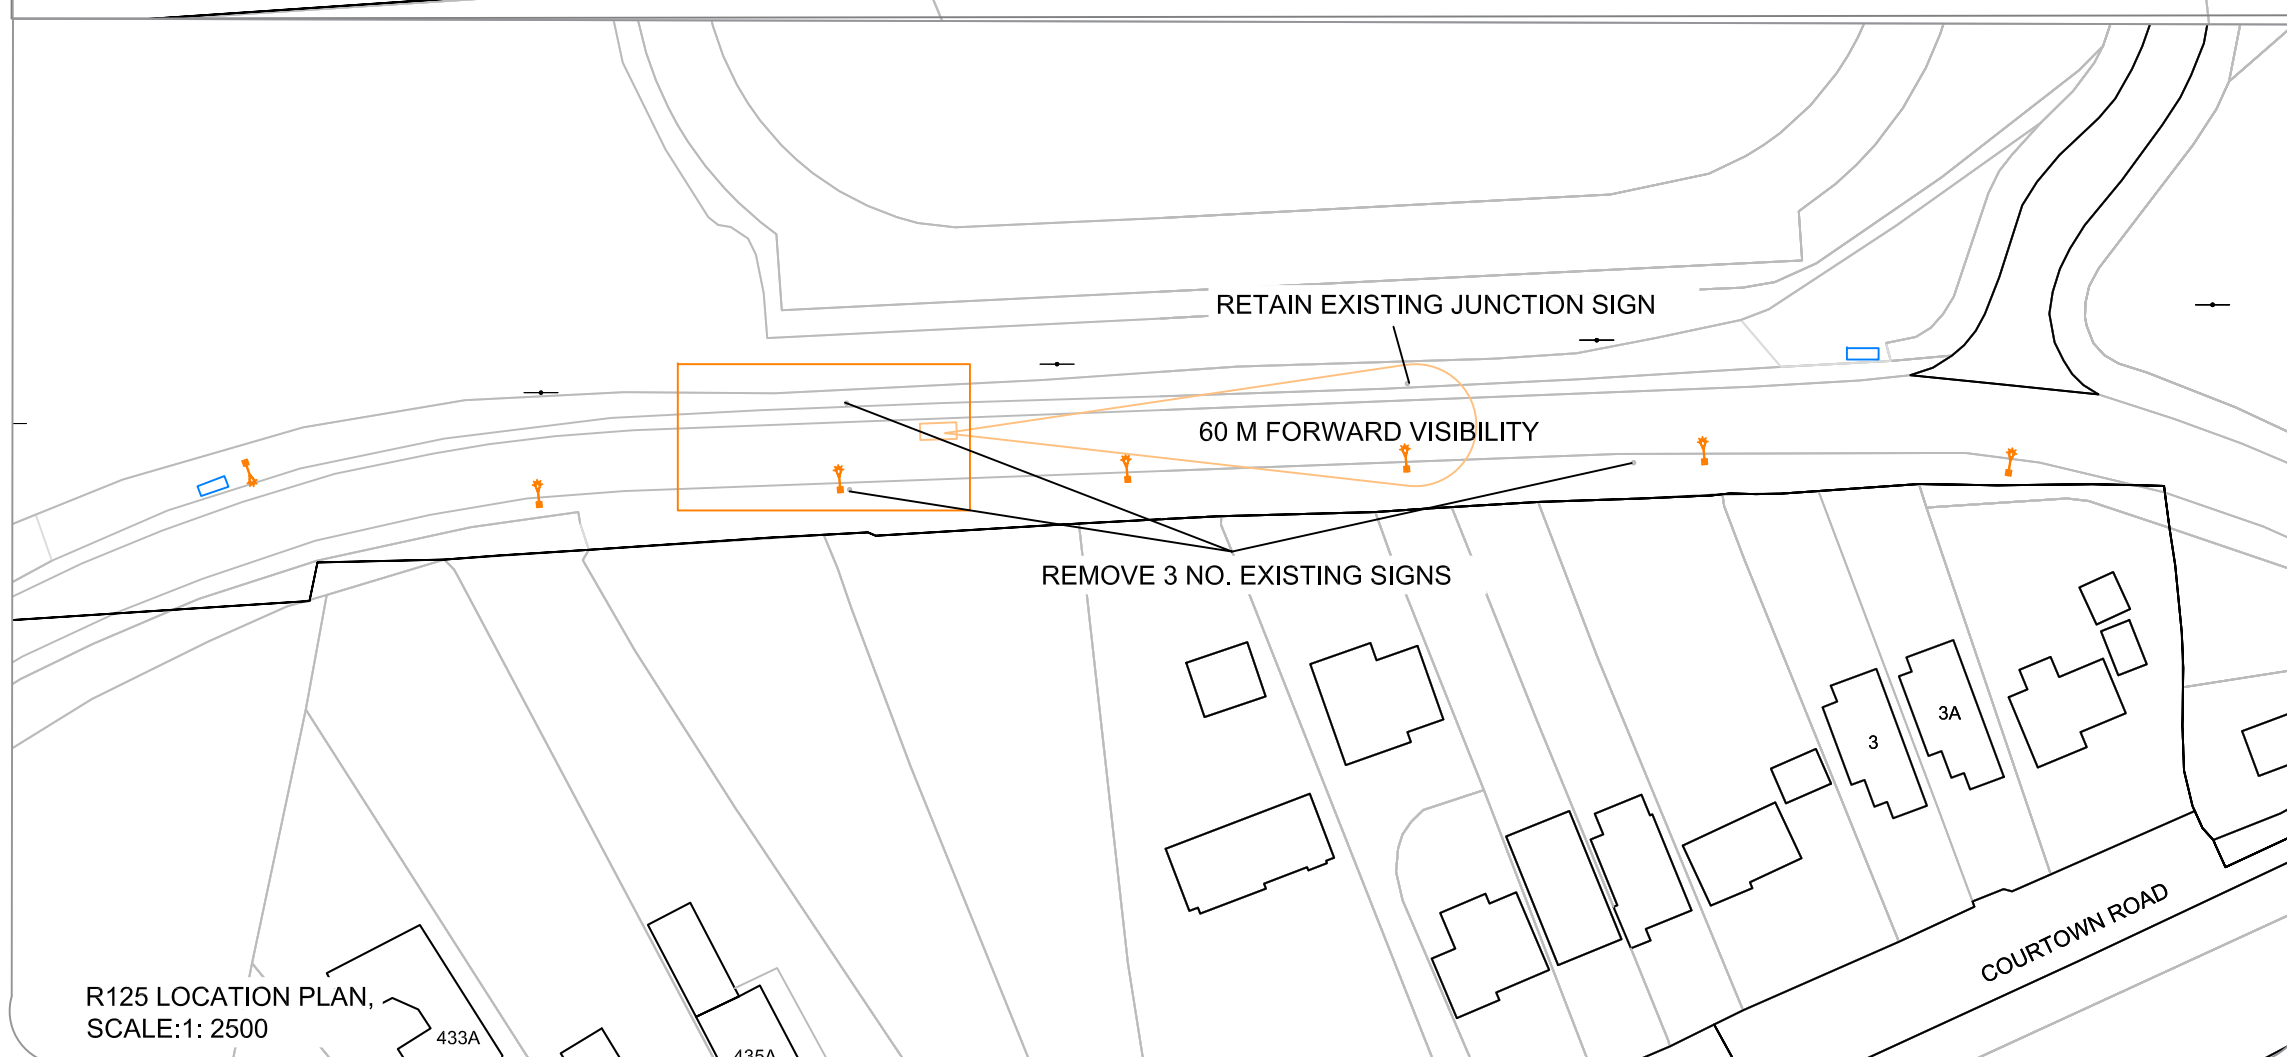 RETAIN EXISTING JUNCTION SIGN
60 M FORWARD VISIBILITY
REMOVE 3 NO. EXISTING SIGNS
3A
3
COURTOWN ROAD
R125 LOCATION PLAN,
SCALE:1: 2500
433A
435A